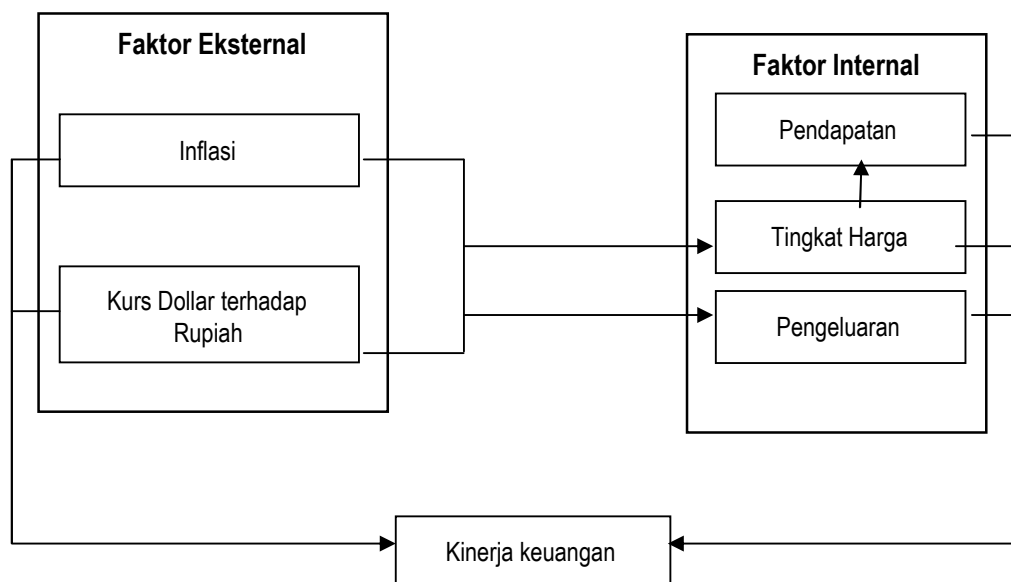 Faktor Eksternal
Inflasi
Kurs Dollar terhadap
Rupiah
Faktor Internal
Pendapatan
Tingkat Harga
Pengeluaran
Kinerja keuangan